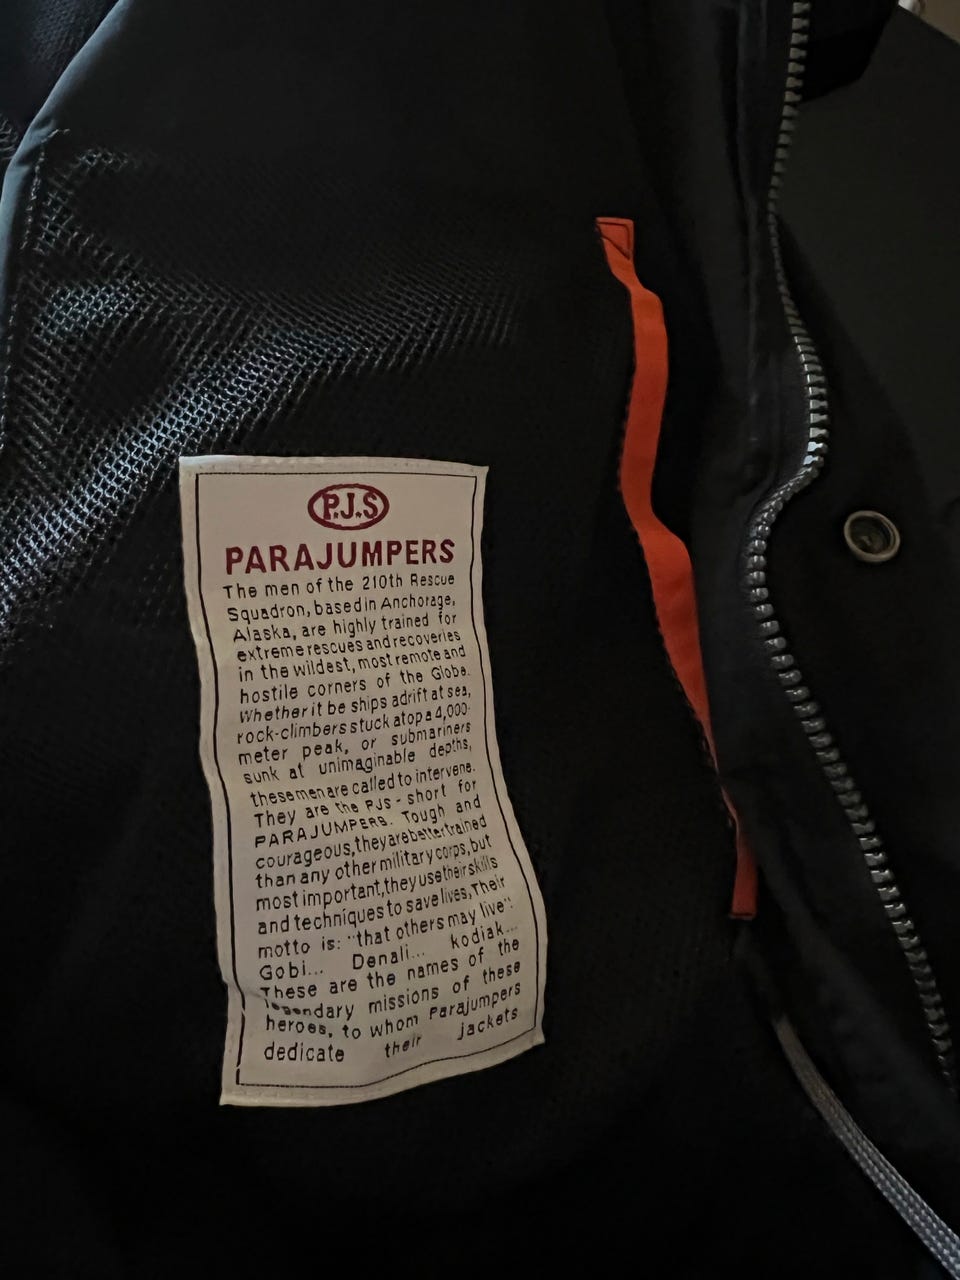 P.J.S
PARAJUMPERS
The men of the 210th Rescue
Squadron, based in Anchorage,
Alaska, are highly trained for
extreme rescues and recoveries
in the wildest, most remote and
hostile corners of the Globe.
Whether it be ships adrift at sea,
rock-climbers stuck atop a 4,000-
meter peak, or submariners
sunk at unimaginable depths,
these men are called to intervene.
They are the PJS - short for
PARAJUMPERS. Tough and
courageous, they are better trained
than any other military corps, but
most important, they use their skills
and techniques to save lives, Their
motto is: "that others may live".
Gobi... Denali... kodiak...
These are the names of the
legendary missions of these
heroes, to whom Parajumpers
dedicate their jackets